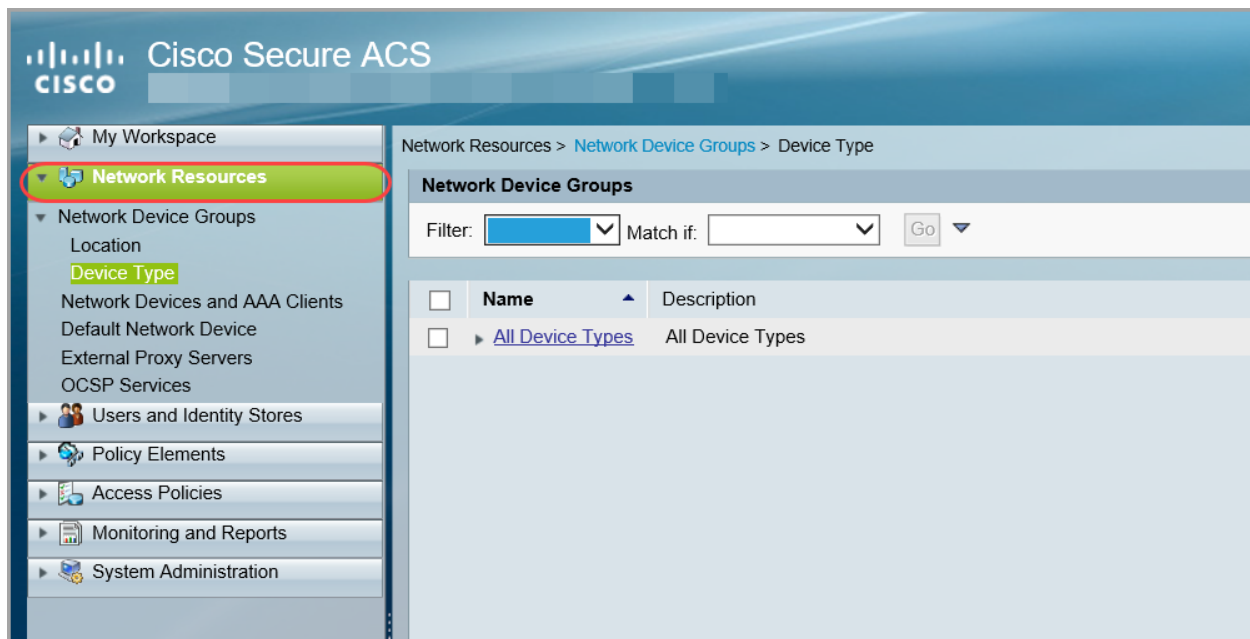 Cisco Secure ACS
CISCO
My Workspace
Network Resources
Network Device Groups
Location
Device Type
Network Devices and AAA Clients
Default Network Device
External Proxy Servers
OCSP Services
Users and Identity Stores
Policy Elements
Access Policies
Monitoring and Reports
System Administration
Network Resources > Network Device Groups > Device Type
Network Device Groups
Filter: Match if: Go
Name Description
All Device Types All Device Types